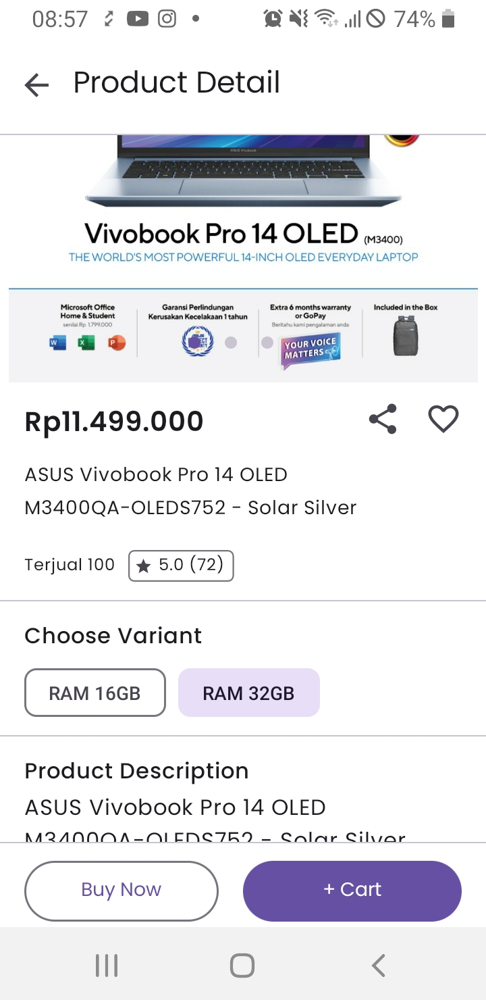 08:57
74%
Product Detail
ASUS Vivobook
Vivobook Pro 14 OLED (M3400)
THE WORLD'S MOST POWERFUL 14-INCH OLED EVERYDAY LAPTOP
Microsoft Office
Home & Student
senilai Rp 1.799.000
W X P
Garansi Perlindungan
Kerusakan Kecelakaan 1 tahun
Extra 6 months warranty
or GoPay
Beritahu kami pengalaman anda
YOUR VOICE
MATTERS
Included in the Box
Rp11.499.000
ASUS Vivobook Pro 14 OLED
M3400QA-OLEDS752 - Solar Silver
Terjual 100
5.0 (72)
Choose Variant
RAM 16GB
RAM 32GB
Product Description
ASUS Vivobook Pro 14 OLED
M3400QA-OLEDS752 - Solar Silver
Buy Now
+ Cart